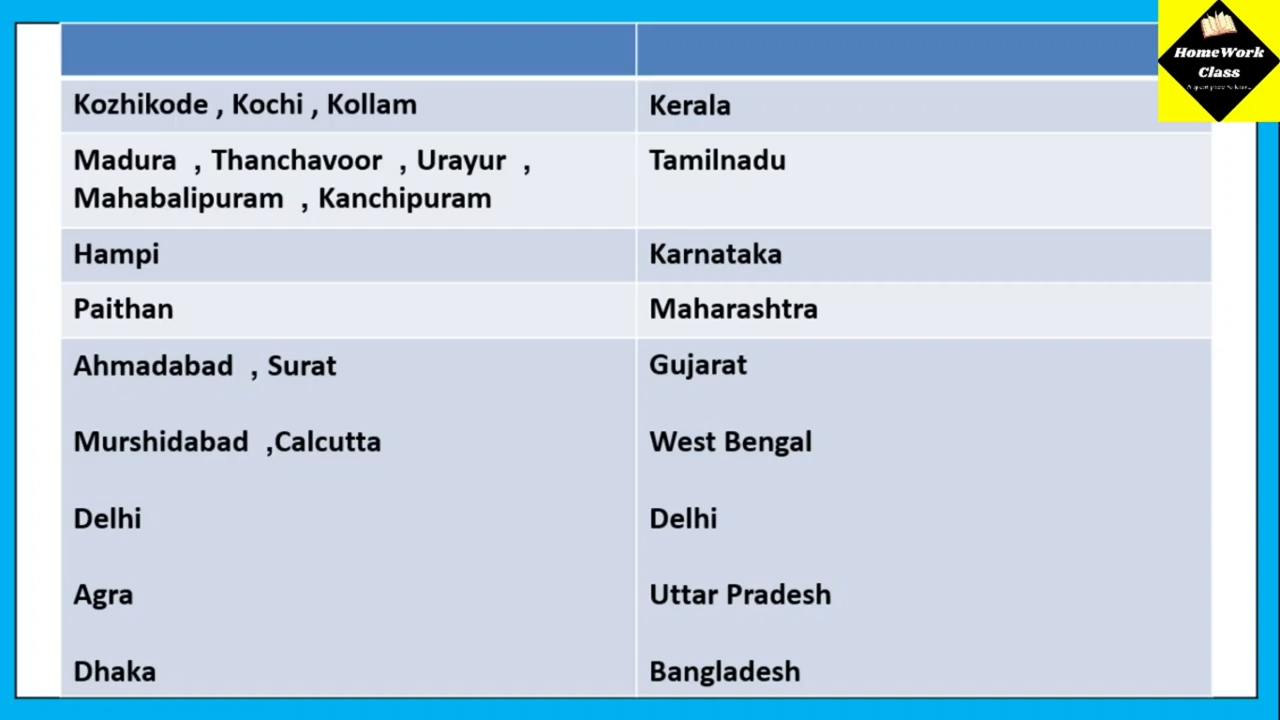 HomeWork
Class
Kozhikode , Kochi , Kollam Kerala
Madura , Thanchavoor , Urayur , Tamilnadu
Mahabalipuram , Kanchipuram
Hampi Karnataka
Paithan Maharashtra
Ahmadabad , Surat Gujarat
Murshidabad ,Calcutta West Bengal
Delhi Delhi
Agra Uttar Pradesh
Dhaka Bangladesh